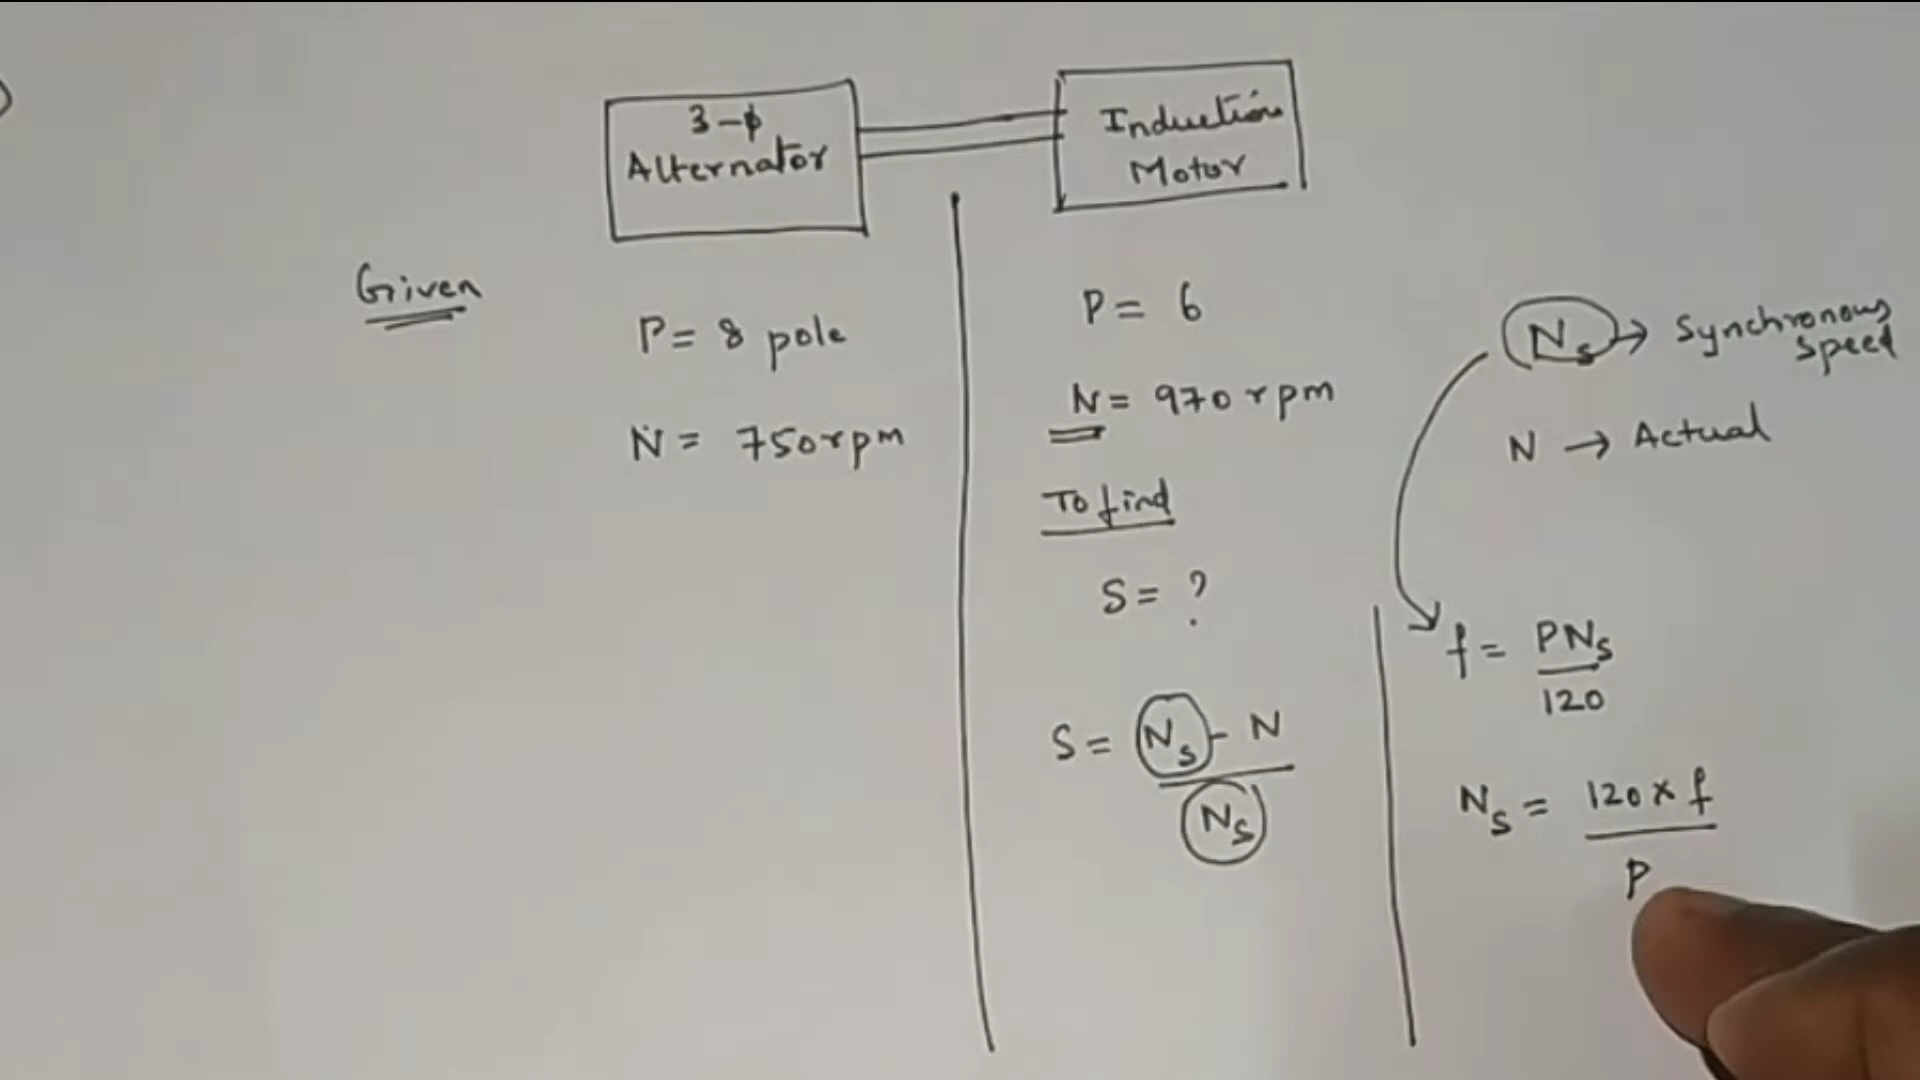 3-φ
Alternator
Induction
Motor
Given
P = 8 pole
N = 750rpm
P = 6
N = 970 rpm
To find
S = ?
S = Ns - N
Ns
Ns → Synchronous
Speed
N → Actual
f = PNs
120
Ns = 120 x f
P